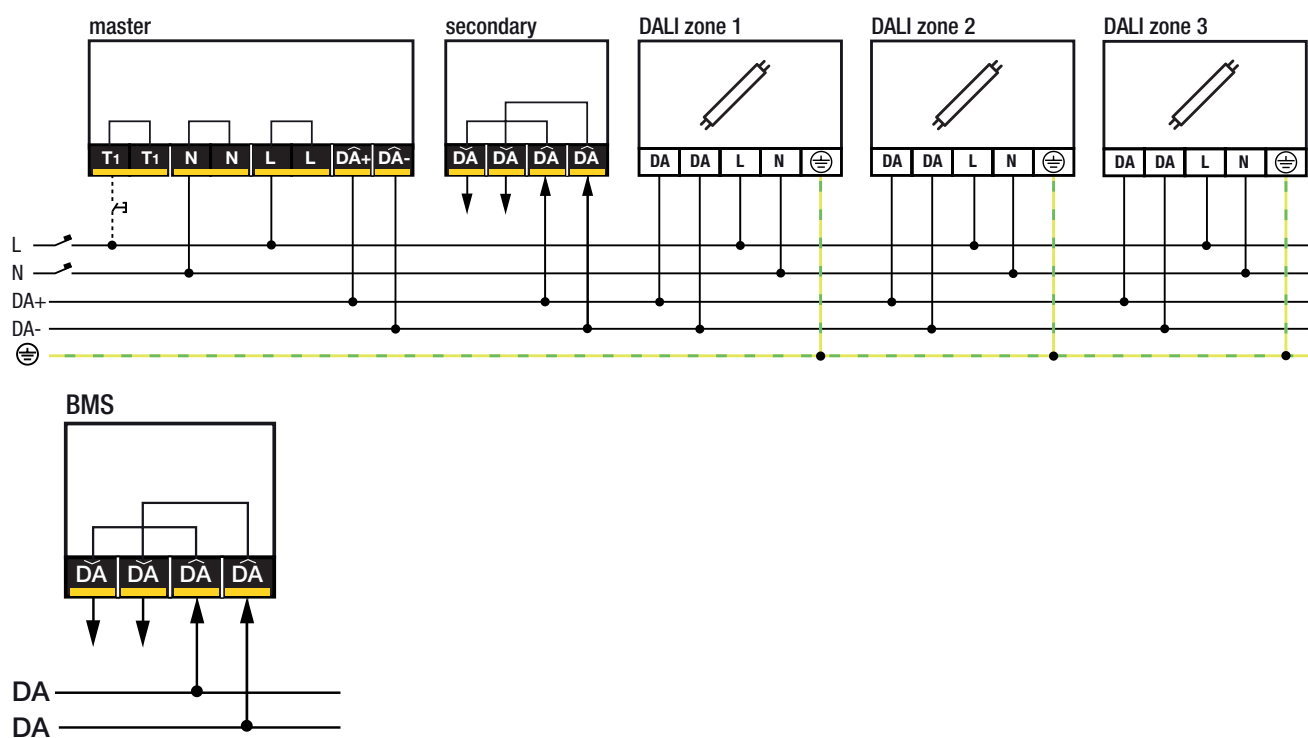 master secondary DALI zone 1 DALI zone 2 DALI zone 3
T1 T1 N N L L DA+ DA- DA DA DA DA DA DA L N DA DA L N DA DA L N
L
N
DA+
DA-
BMS
DA DA DA DA
DA
DA